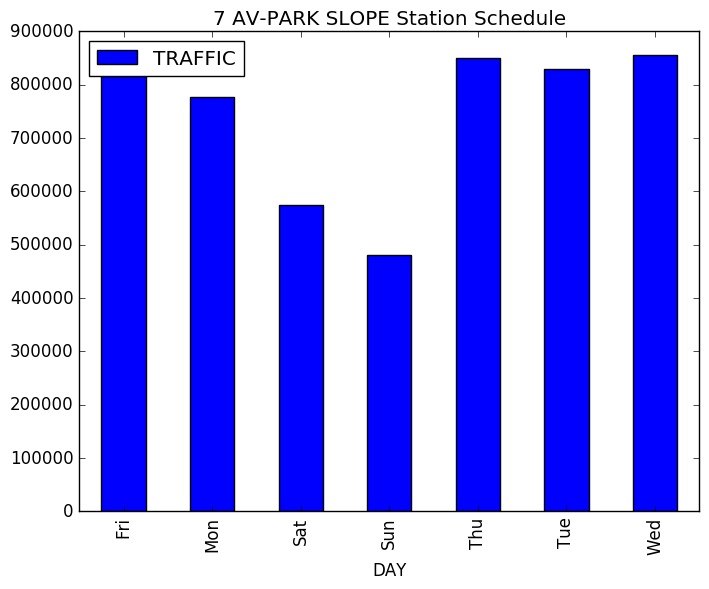 7 AV-PARK SLOPE Station Schedule
900000
800000
700000
600000
500000
400000
300000
200000
100000
0
TRAFFIC
Fri
Mon
Sat
Sun
Thu
Tue
Wed
DAY